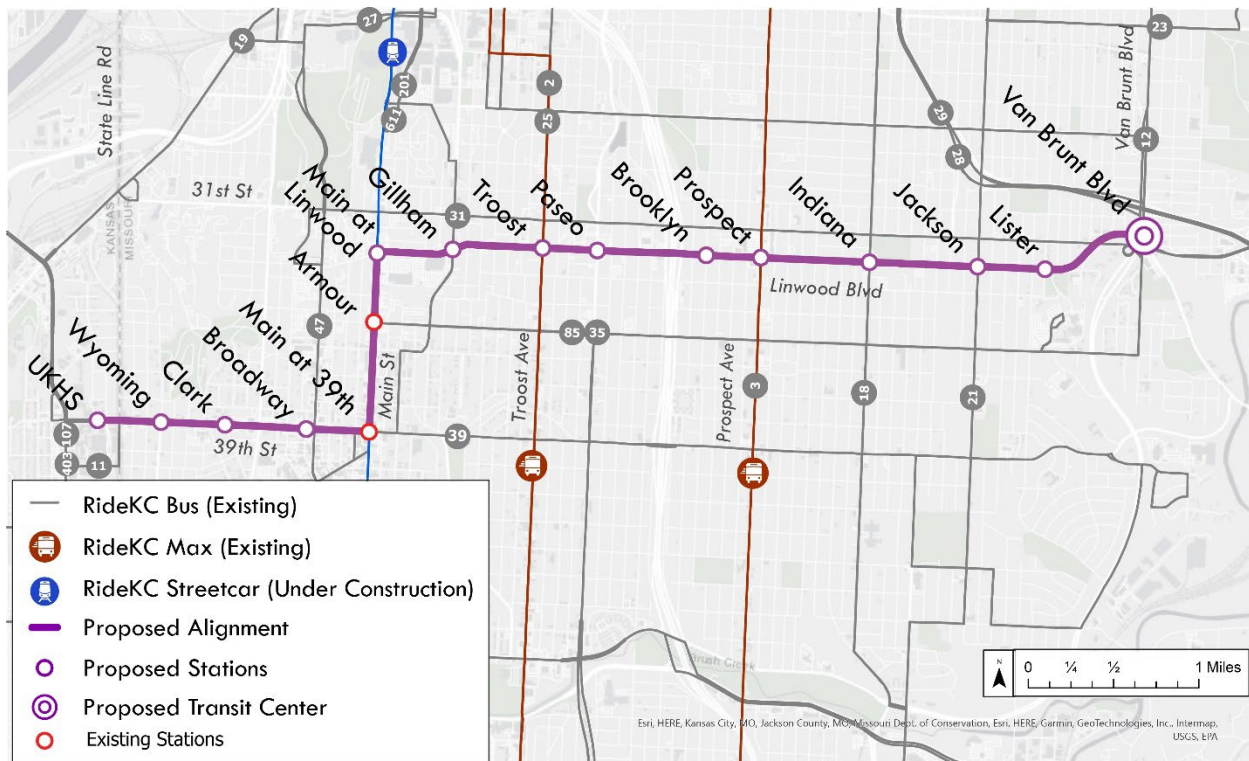 27
23
19
State Line Rd
201
2
Van Brunt Blvd
Van Brunt Blvd
611
25
29
12
28
31st St
KANSAS
MISSOURI
Main at
Linwood
Gillham
31
Troost
Paseo
Brooklyn
Prospect
Indiana
Jackson
Lister
Linwood Blvd
Armour
47
85
35
Main at 39th
Main St
Troost Ave
Prospect Ave
3
18
21
UKHS
Wyoming
Clark
Broadway
39th St
39
403-107
11
RideKC Bus (Existing)
RideKC Max (Existing)
RideKC Streetcar (Under Construction)
Proposed Alignment
Proposed Stations
Proposed Transit Center
Existing Stations
Brush Creek
N
0 ¼ ½ 1 Miles
Esri, HERE, Kansas City, MO, Jackson County, MO, Missouri Dept. of Conservation, Esri, HERE, Garmin, GeoTechnologies, Inc., Intermap,
USGS, EPA